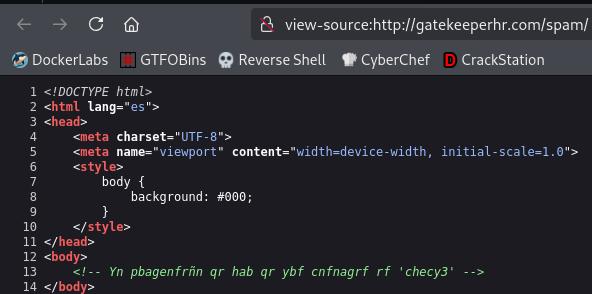 view-source:http://gatekeeperhr.com/spam/
DockerLabs GTFOBins Reverse Shell CyberChef CrackStation
1 <!DOCTYPE html>
2 <html lang="es">
3 <head>
4 <meta charset="UTF-8">
5 <meta name="viewport" content="width=device-width, initial-scale=1.0">
6 <style>
7 body {
8 background: #000;
9 }
10 </style>
11 </head>
12 <body>
13 <!-- Yn pbagenfrñn qr hab qr ybf cnfnagrf rf 'checy3' -->
14 </body>